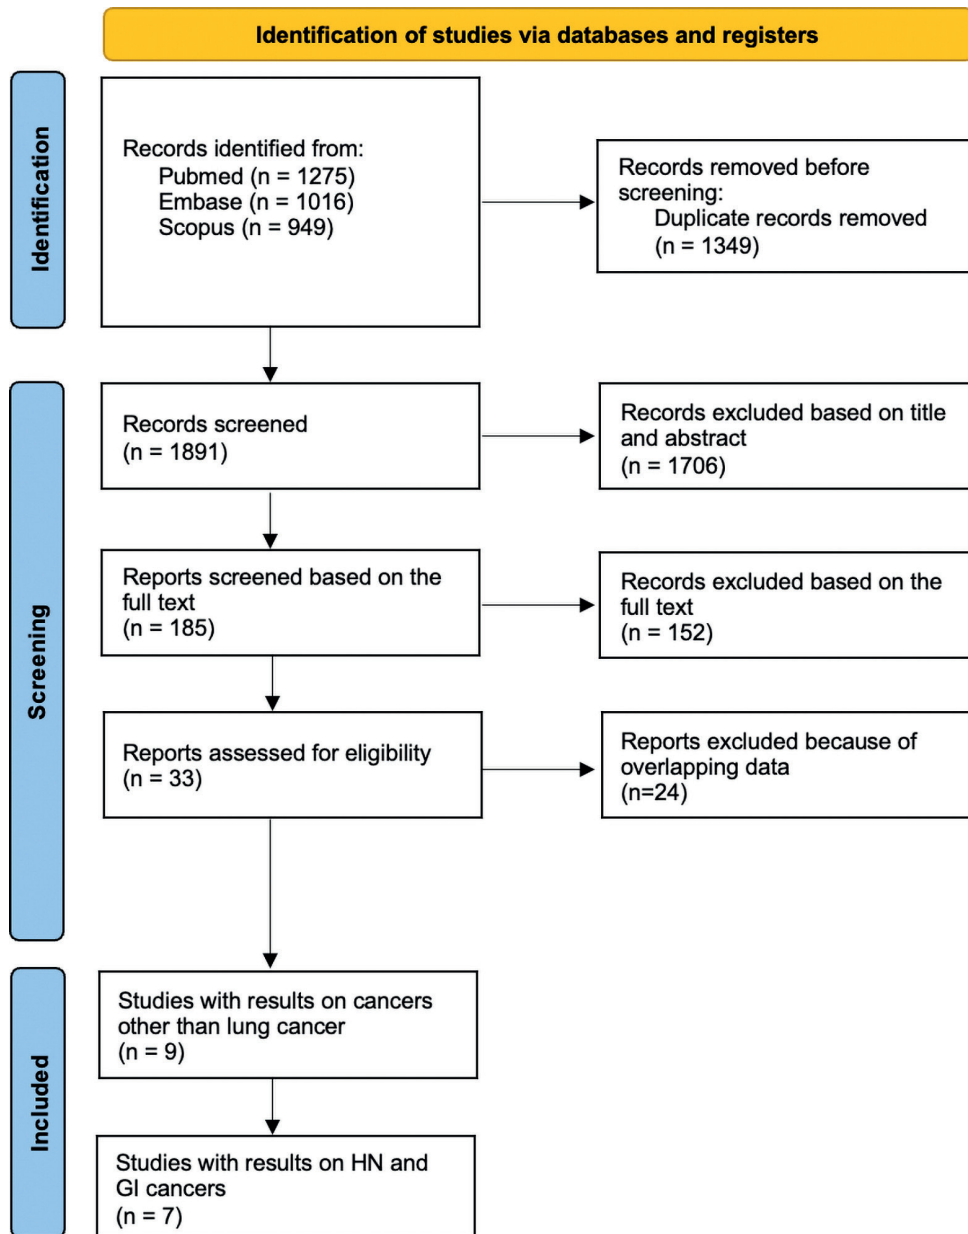 Identification of studies via databases and registers
Identification
Records identified from:
Pubmed (n = 1275)
Embase (n = 1016)
Scopus (n = 949)
Records removed before
screening:
Duplicate records removed
(n = 1349)
Screening
Records screened
(n = 1891)
Records excluded based on title
and abstract
(n = 1706)
Reports screened based on the
full text
(n = 185)
Records excluded based on the
full text
(n = 152)
Reports assessed for eligibility
(n = 33)
Reports excluded because of
overlapping data
(n=24)
Included
Studies with results on cancers
other than lung cancer
(n = 9)
Studies with results on HN and
GI cancers
(n = 7)